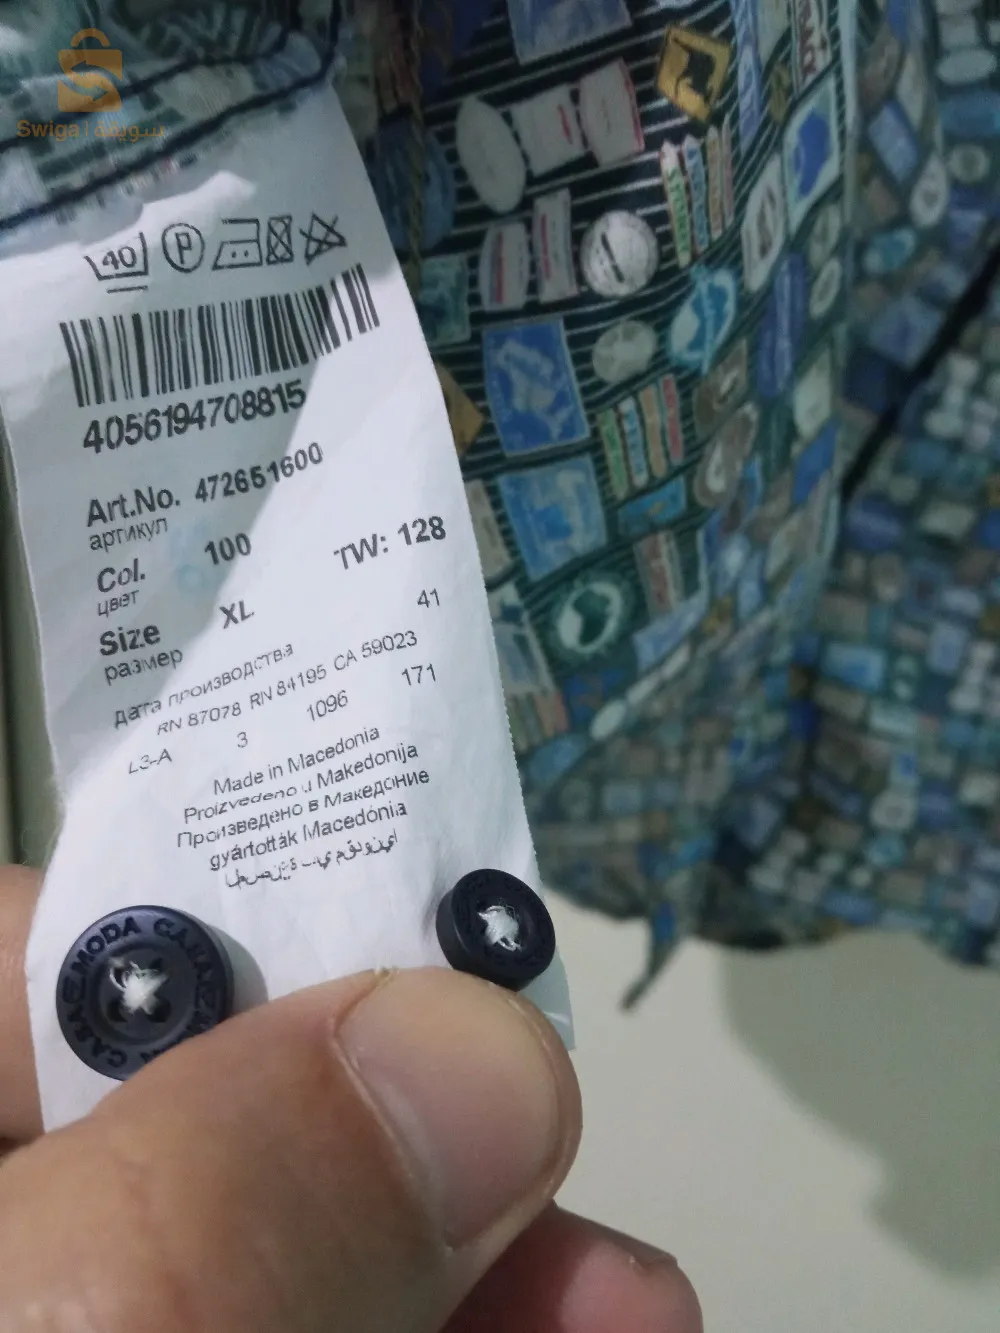 Swiga | سويقة
40 P
4056194708815
Art.No. 472651600
артикул
Col. 100 TW: 128
цвет
Size XL 41
размер
дата производства
RN 87078 RN 84195 CA 59023
L3-A 3 1096 171
Made in Macedonia
Proizvedeno u Makedonija
Произведено в Македоние
gyártották Macedónia
CASAMODA CASAMODA